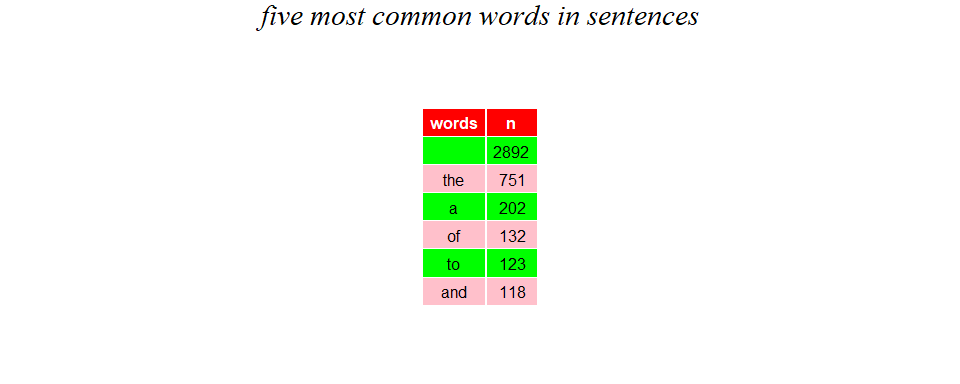 five most common words in sentences
words n
2892
the 751
a 202
of 132
to 123
and 118